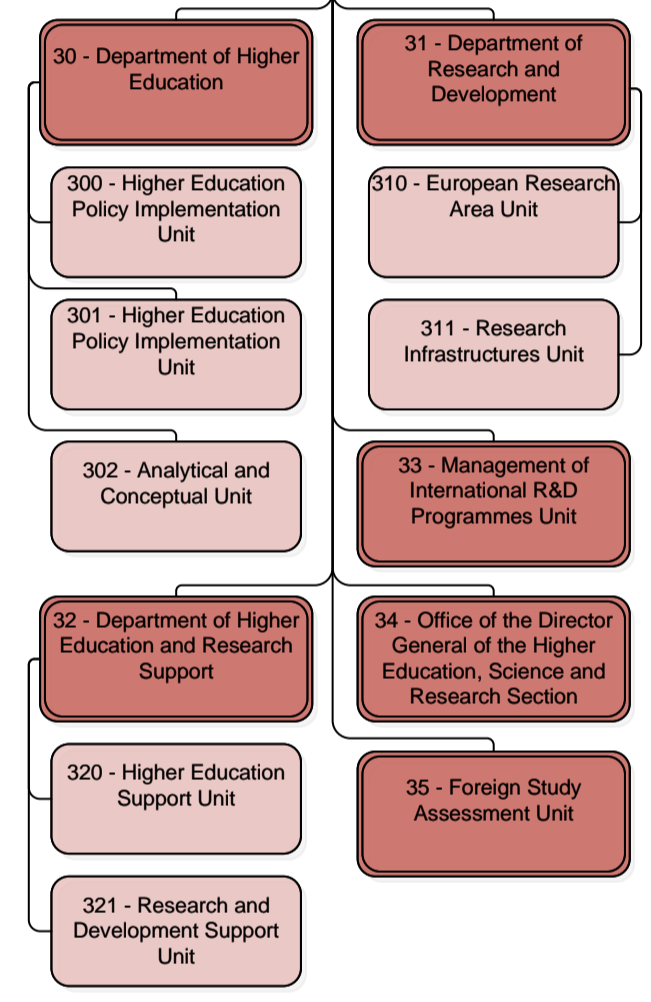 30 - Department of Higher
Education
31 - Department of
Research and
Development
300 - Higher Education
Policy Implementation
Unit
310 - European Research
Area Unit
301 - Higher Education
Policy Implementation
Unit
311 - Research
Infrastructures Unit
302 - Analytical and
Conceptual Unit
33 - Management of
International R&D
Programmes Unit
32 - Department of Higher
Education and Research
Support
34 - Office of the Director
General of the Higher
Education, Science and
Research Section
320 - Higher Education
Support Unit
35 - Foreign Study
Assessment Unit
321 - Research and
Development Support
Unit